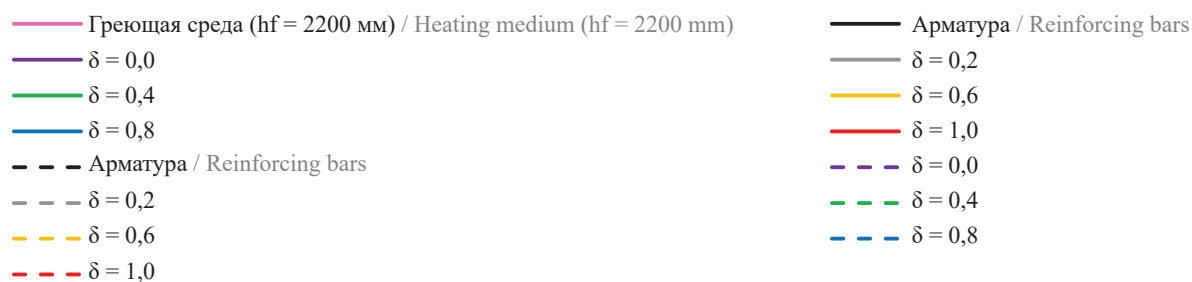 Греющая среда (hf = 2200 мм) / Heating medium (hf = 2200 mm)
δ = 0,0
δ = 0,4
δ = 0,8
Арматура / Reinforcing bars
δ = 0,2
δ = 0,6
δ = 1,0
Арматура / Reinforcing bars
δ = 0,2
δ = 0,6
δ = 1,0
δ = 0,0
δ = 0,4
δ = 0,8